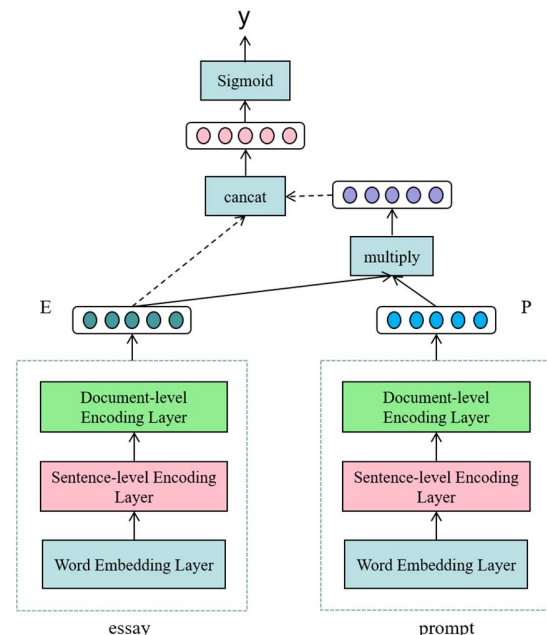 y
Sigmoid
cancat
multiply
E
P
Document-level
Encoding Layer
Document-level
Encoding Layer
Sentence-level Encoding
Layer
Sentence-level Encoding
Layer
Word Embedding Layer
Word Embedding Layer
essay
prompt